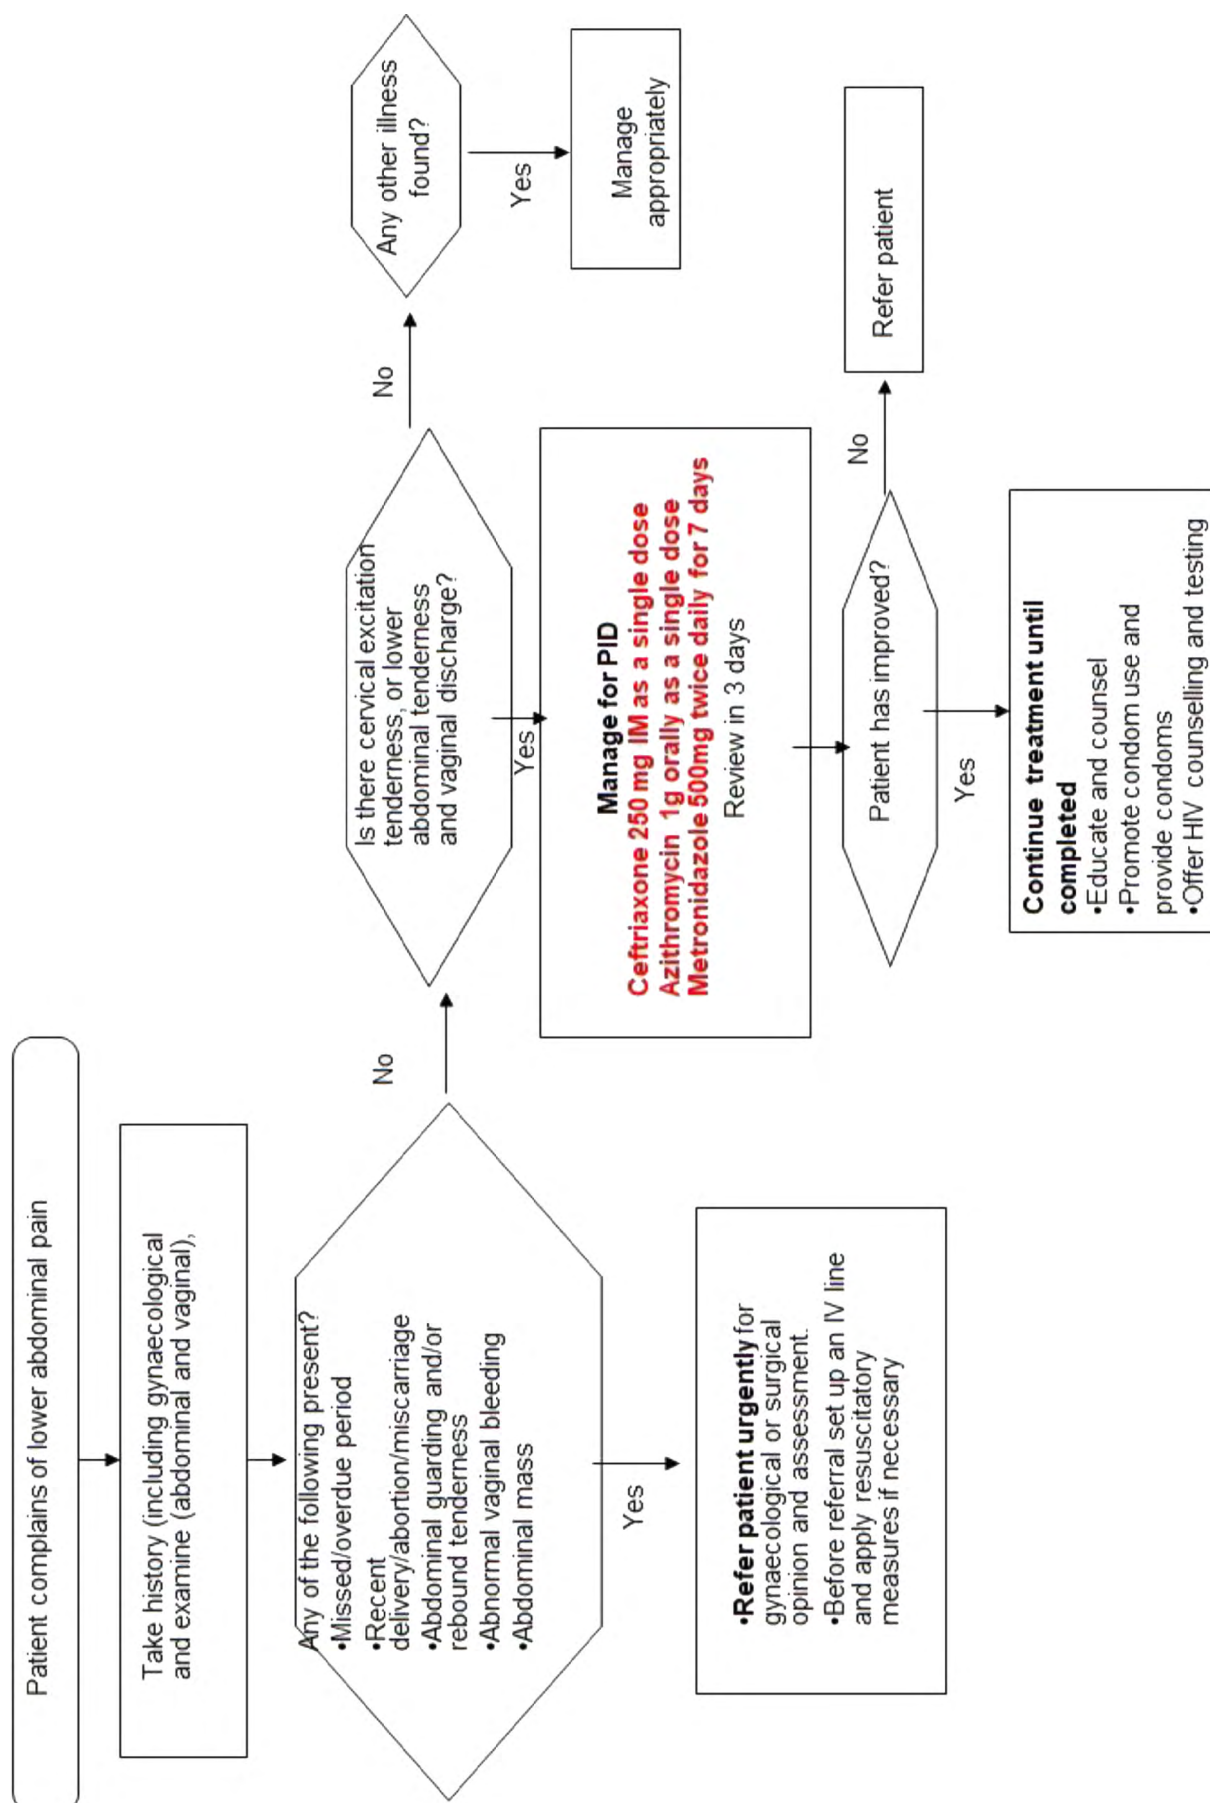 Patient complains of lower abdominal pain
Take history (including gynaecological
and examine (abdominal and vaginal),
Any of the following present?
•Missed/overdue period
•Recent
delivery/abortion/miscarriage
•Abdominal guarding and/or
rebound tenderness
•Abnormal vaginal bleeding
•Abdominal mass
Yes
•Refer patient urgently for
gynaecological or surgical
opinion and assessment.
•Before referral set up an IV line
and apply resuscitatory
measures if necessary
No
Is there cervical excitation
tenderness, or lower
abdominal tenderness
and vaginal discharge?
Yes
Manage for PID
Ceftriaxone 250 mg IM as a single dose
Azithromycin 1g orally as a single dose
Metronidazole 500mg twice daily for 7 days
Review in 3 days
Patient has improved?
Yes
Continue treatment until
completed
•Educate and counsel
•Promote condom use and
provide condoms
•Offer HIV counselling and testing
No
Refer patient
No
Any other illness
found?
Yes
Manage
appropriately